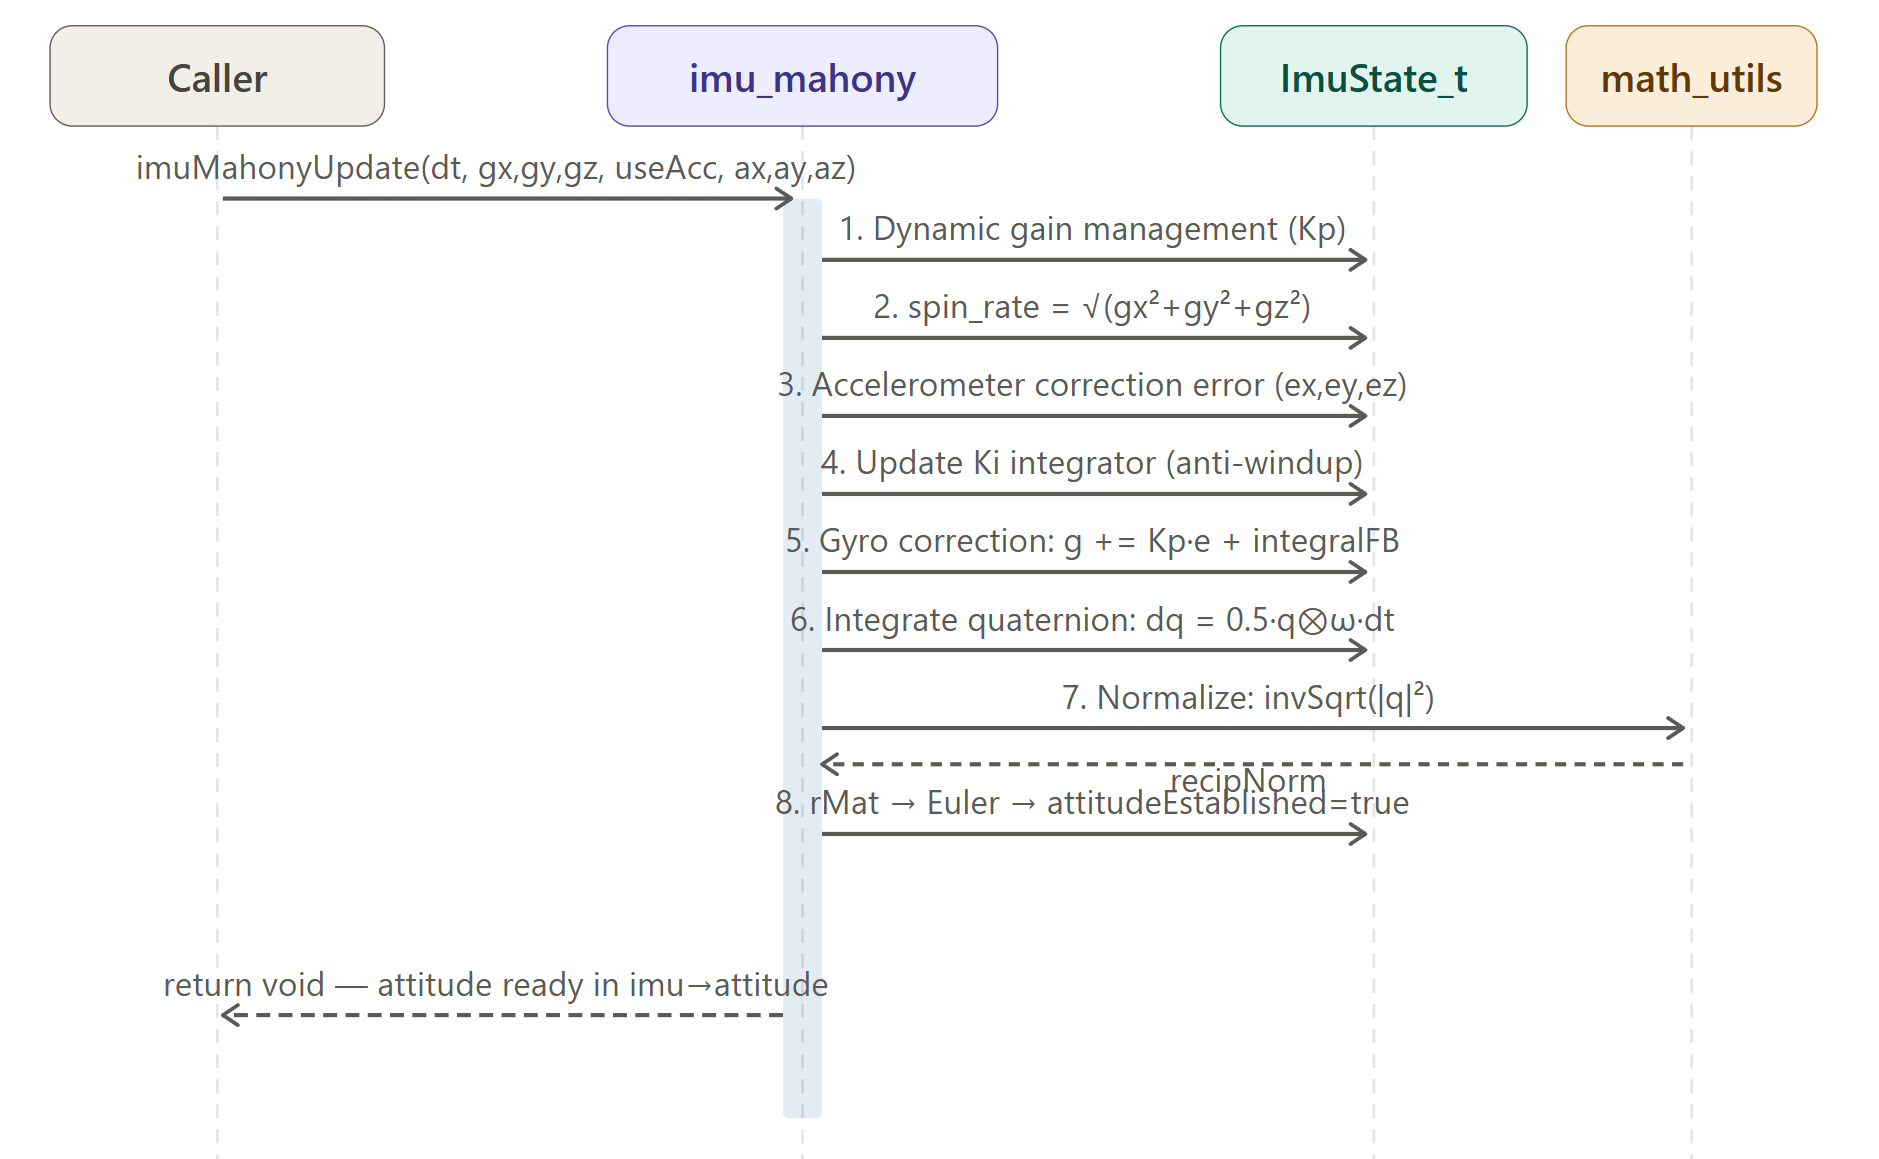 Caller
imu_mahony
ImuState_t
math_utils
imuMahonyUpdate(dt, gx,gy,gz, useAcc, ax,ay,az)
1. Dynamic gain management (Kp)
2. spin_rate = √(gx²+gy²+gz²)
3. Accelerometer correction error (ex,ey,ez)
4. Update Ki integrator (anti-windup)
5. Gyro correction: g += Kp·e + integralFB
6. Integrate quaternion: dq = 0.5·q⊗ω·dt
7. Normalize: invSqrt(|q|²)
recipNorm
8. rMat → Euler → attitudeEstablished=true
return void — attitude ready in imu→attitude